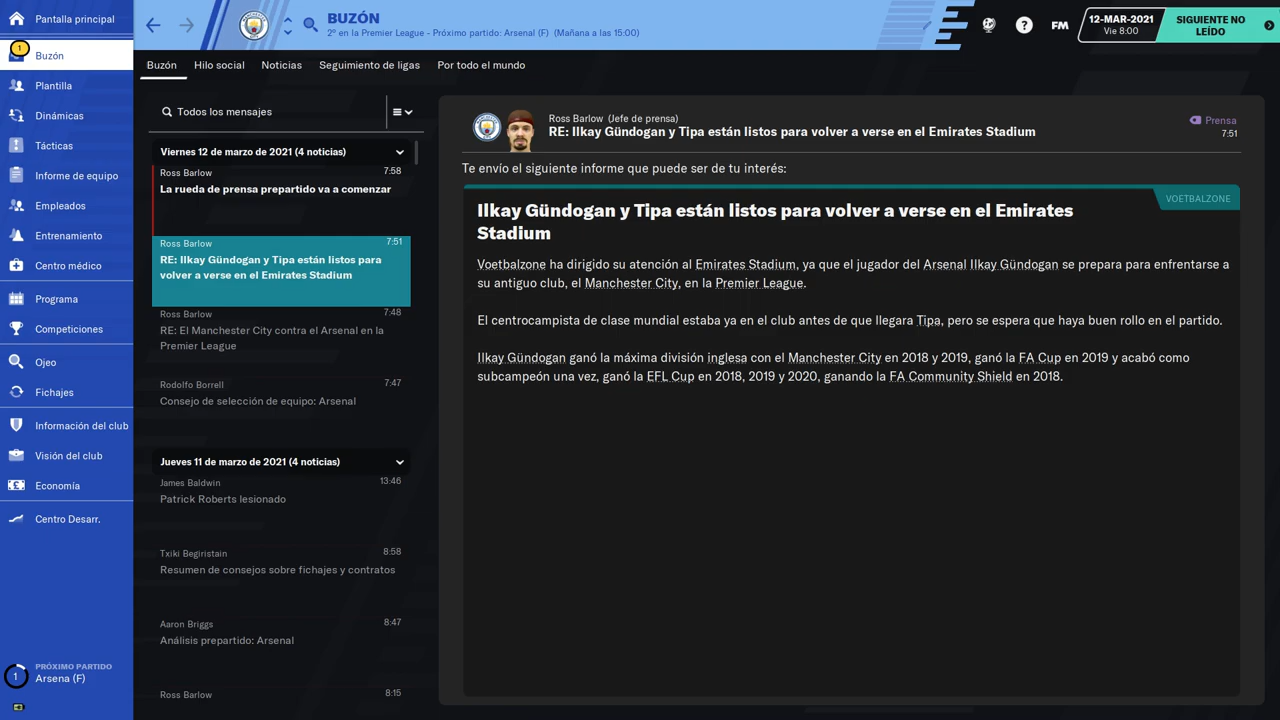 Pantalla principal
1
Buzón
Plantilla
Dinámicas
Tácticas
Informe de equipo
Empleados
Entrenamiento
Centro médico
Programa
Competiciones
Ojeo
Fichajes
Información del club
Visión del club
Economía
Centro Desarr.
1
PRÓXIMO PARTIDO
Arsena (F)
BUZÓN
2º en la Premier League - Próximo partido: Arsenal (F) (Mañana a las 15:00)
?
FM
12-MAR-2021
Vie 8:00
SIGUIENTE NO
LEÍDO
Buzón
Hilo social
Noticias
Seguimiento de ligas
Por todo el mundo
Todos los mensajes
Viernes 12 de marzo de 2021 (4 noticias)
Ross Barlow 7:58
La rueda de prensa prepartido va a comenzar
Ross Barlow 7:51
RE: Ilkay Gündogan y Tipa están listos para
volver a verse en el Emirates Stadium
Ross Barlow 7:48
RE: El Manchester City contra el Arsenal en la
Premier League
Rodolfo Borrell 7:47
Consejo de selección de equipo: Arsenal
Jueves 11 de marzo de 2021 (4 noticias)
James Baldwin 13:46
Patrick Roberts lesionado
Txiki Begiristain 8:58
Resumen de consejos sobre fichajes y contratos
Aaron Briggs 8:47
Análisis prepartido: Arsenal
Ross Barlow 8:15
Ross Barlow (Jefe de prensa)
RE: Ilkay Gündogan y Tipa están listos para volver a verse en el Emirates Stadium
Prensa
7:51
Te envío el siguiente informe que puede ser de tu interés:
VOETBALZONE
Ilkay Gündogan y Tipa están listos para volver a verse en el Emirates
Stadium
Voetbalzone ha dirigido su atención al Emirates Stadium, ya que el jugador del Arsenal Ilkay Gündogan se prepara para enfrentarse a
su antiguo club, el Manchester City, en la Premier League.
El centrocampista de clase mundial estaba ya en el club antes de que llegara Tipa, pero se espera que haya buen rollo en el partido.
Ilkay Gündogan ganó la máxima división inglesa con el Manchester City en 2018 y 2019, ganó la FA Cup en 2019 y acabó como
subcampeón una vez, ganó la EFL Cup en 2018, 2019 y 2020, ganando la FA Community Shield en 2018.